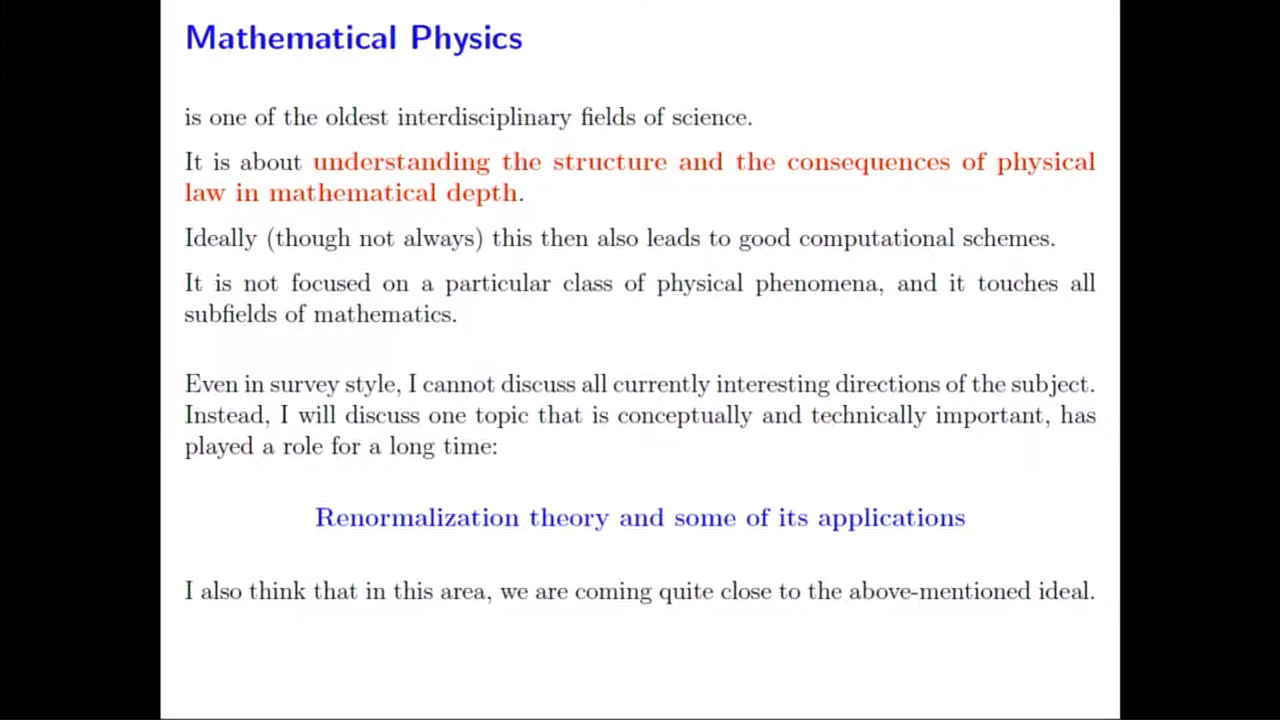 Mathematical Physics
is one of the oldest interdisciplinary fields of science.
It is about understanding the structure and the consequences of physical
law in mathematical depth.
Ideally (though not always) this then also leads to good computational schemes.
It is not focused on a particular class of physical phenomena, and it touches all
subfields of mathematics.
Even in survey style, I cannot discuss all currently interesting directions of the subject.
Instead, I will discuss one topic that is conceptually and technically important, has
played a role for a long time:
Renormalization theory and some of its applications
I also think that in this area, we are coming quite close to the above-mentioned ideal.